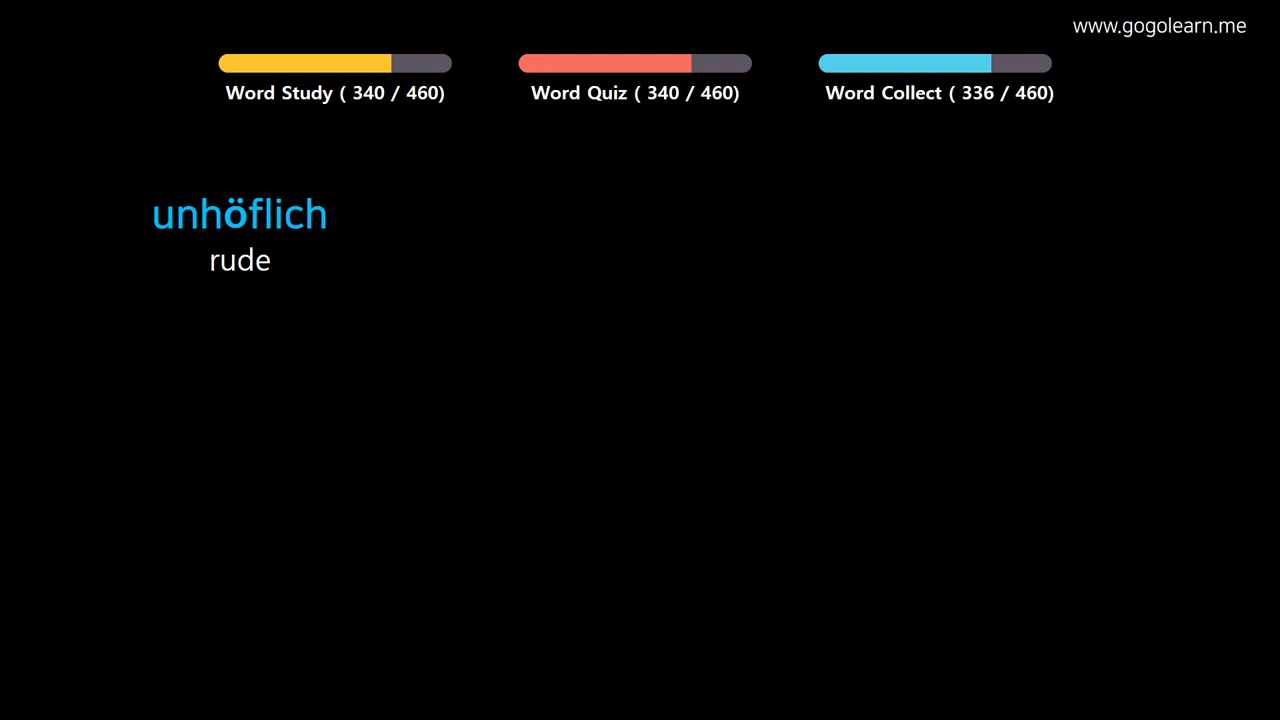 www.gogolearn.me
Word Study ( 340 / 460)
Word Quiz ( 340 / 460)
Word Collect ( 336 / 460)
unhöflich
rude